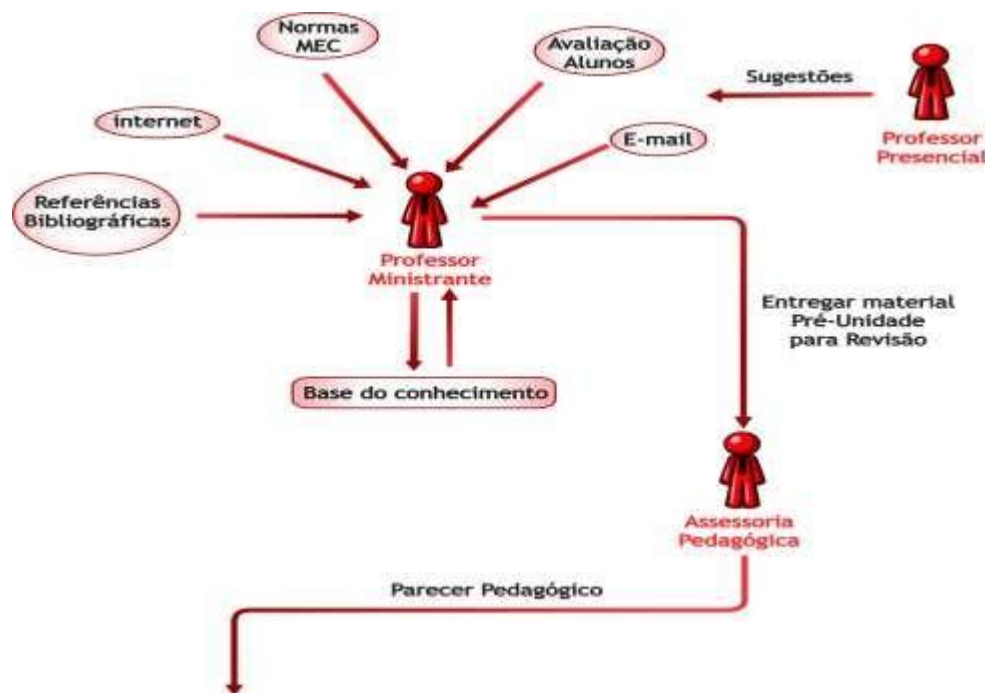 Normas
MEC
Avaliação
Alunos
Sugestões
internet
E-mail
Professor
Presencial
Referências
Bibliográficas
Professor
Ministrante
Entregar material
Pré-Unidade
para Revisão
Base do conhecimento
Assessoria
Pedagógica
Parecer Pedagógico